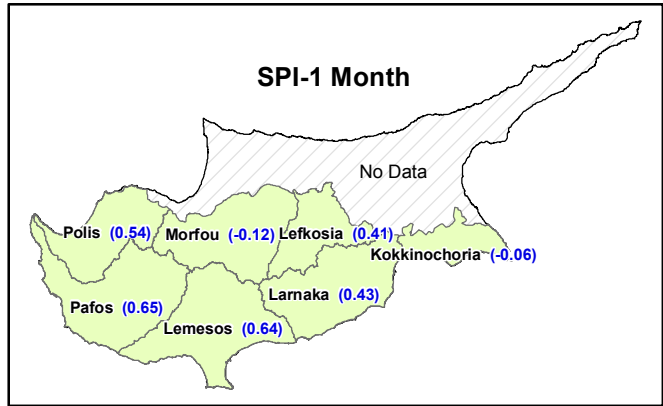 SPI-1 Month
No Data
Polis (0.54)
Morfou (-0.12)
Lefkosia (0.41)
Kokkinochoria (-0.06)
Pafos (0.65)
Larnaka (0.43)
Lemesos (0.64)